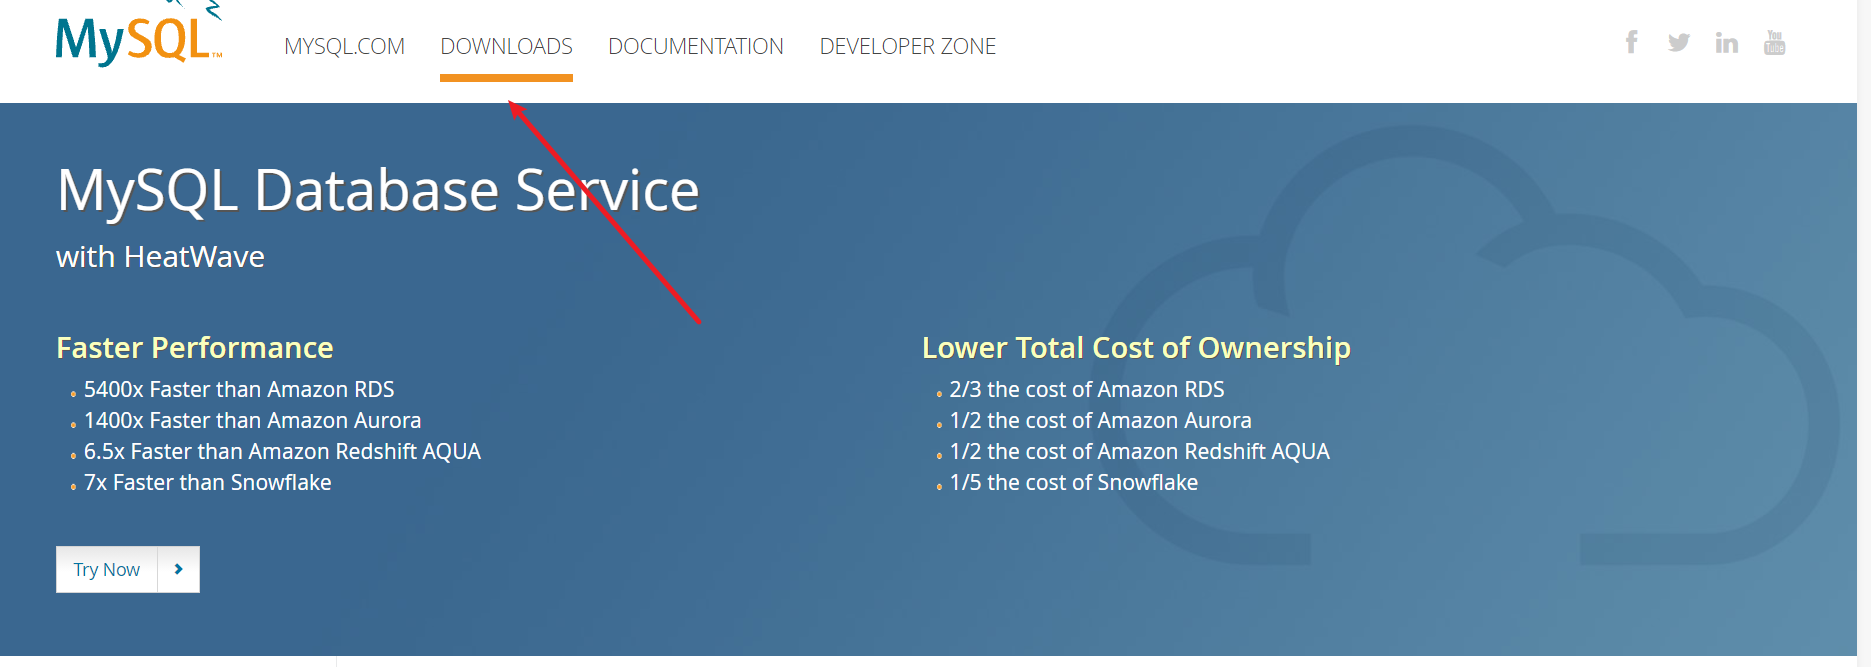 MySQL™
MYSQL.COM DOWNLOADS DOCUMENTATION DEVELOPER ZONE
You Tube
MySQL Database Service
with HeatWave
Faster Performance
5400x Faster than Amazon RDS
1400x Faster than Amazon Aurora
6.5x Faster than Amazon Redshift AQUA
7x Faster than Snowflake
Lower Total Cost of Ownership
2/3 the cost of Amazon RDS
1/2 the cost of Amazon Aurora
1/2 the cost of Amazon Redshift AQUA
1/5 the cost of Snowflake
Try Now